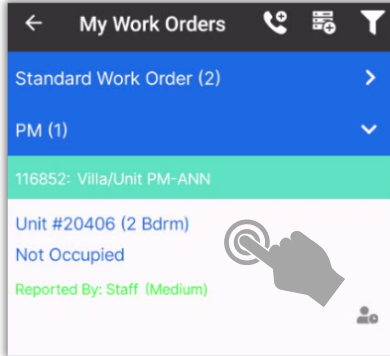 My Work Orders
Standard Work Order (2)
PM (1)
116852: Villa/Unit PM-ANN
Unit #20406 (2 Bdrm)
Not Occupied
Reported By: Staff (Medium)